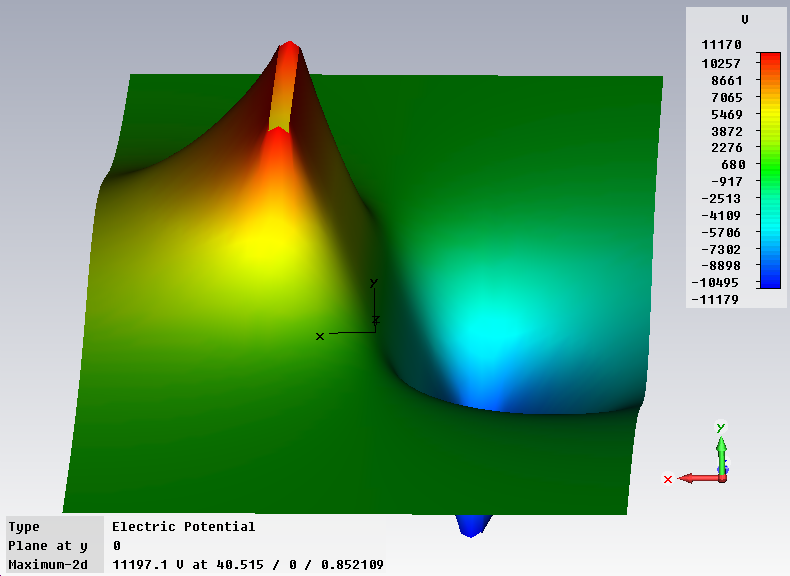 V
11170
10257
8661
7065
5469
3872
2276
680
-917
-2513
-4109
-5706
-7302
-8898
-10495
-11179
y
z
x
y
x
Type Electric Potential
Plane at y 0
Maximum-2d 11197.1 V at 40.515 / 0 / 0.852109